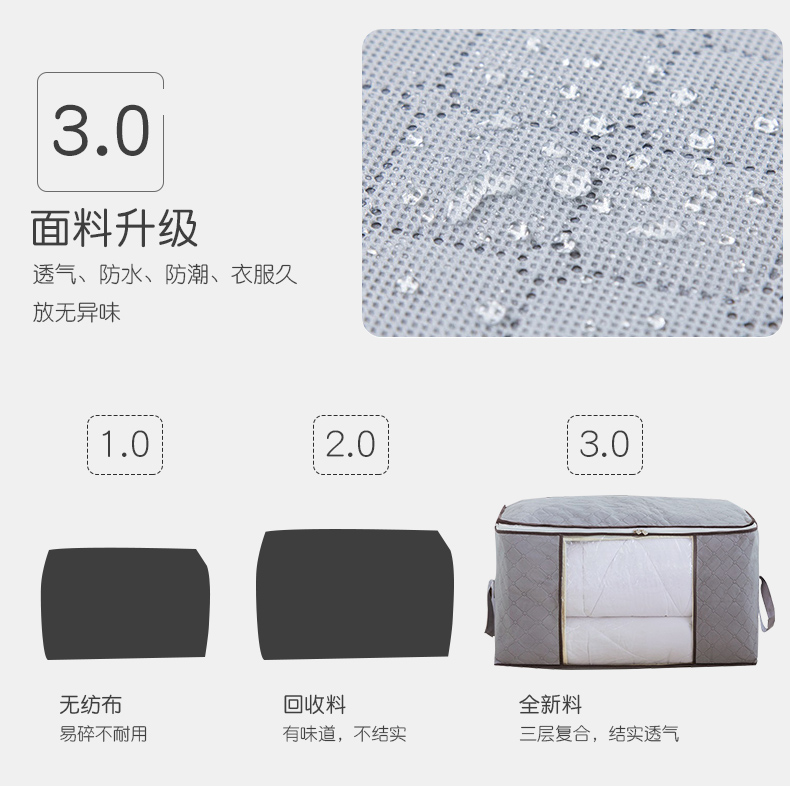 3.0
面料升级
透气、防水、防潮、衣服久
放无异味
1.0
2.0
3.0
无纺布
易碎不耐用
回收料
有味道，不结实
全新料
三层复合，结实透气